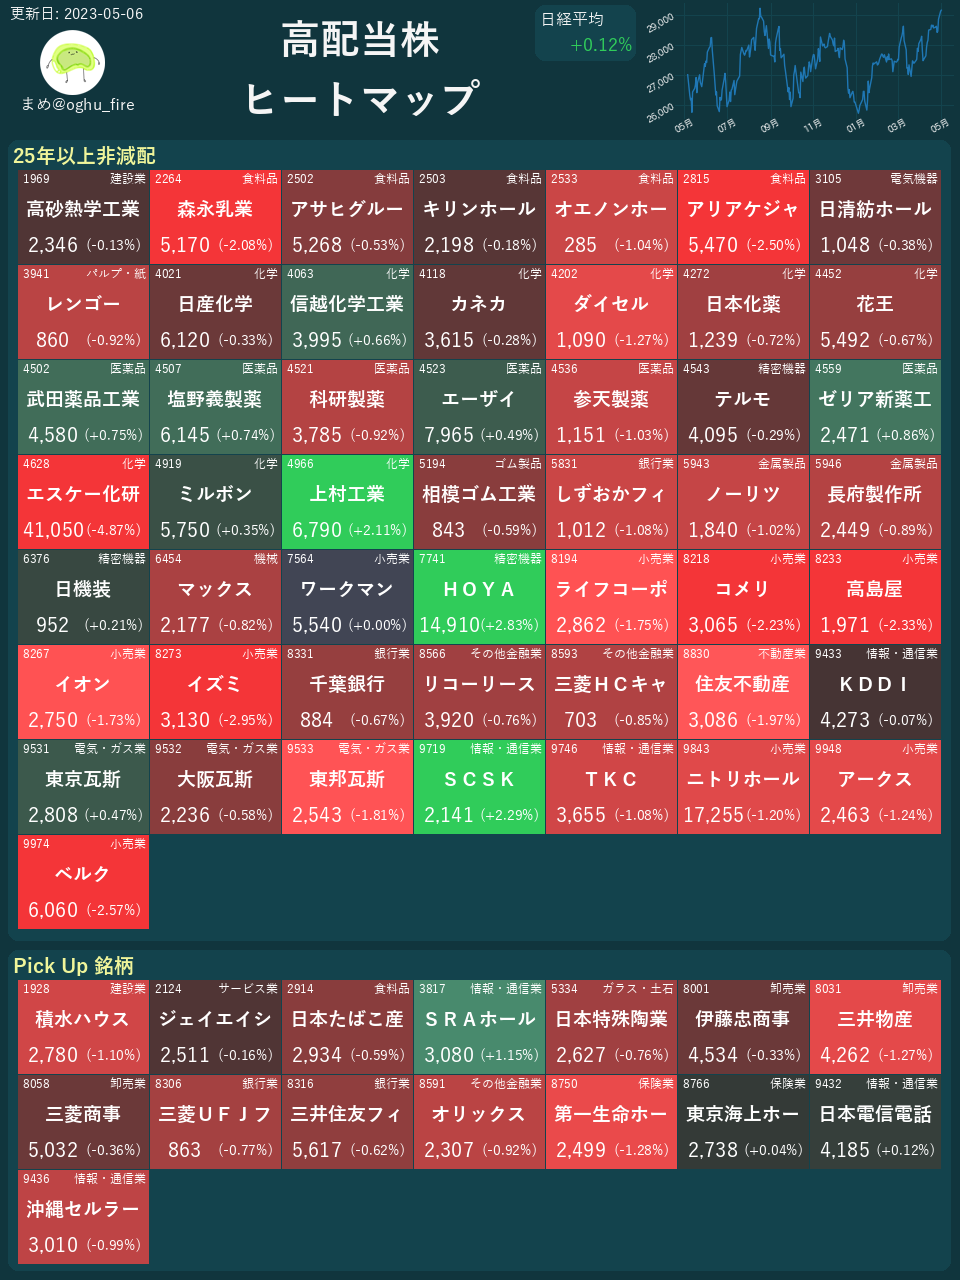 更新日: 2023-05-06
まめ@oghu_fire
高配当株
ヒートマップ
日経平均
+0.12%
29,000
28,000
27,000
26,000
05月 07月 09月 11月 01月 03月 05月
25年以上非減配
1969 建設業 2264 食料品 2502 食料品 2503 食料品 2533 食料品 2815 食料品 3105 電気機器
高砂熱学工業 森永乳業 アサヒグルー キリンホール オエノンホー アリアケジャ 日清紡ホール
2,346 (-0.13%) 5,170 (-2.08%) 5,268 (-0.53%) 2,198 (-0.18%) 285 (-1.04%) 5,470 (-2.50%) 1,048 (-0.38%)
3941 パルプ・紙 4021 化学 4063 化学 4118 化学 4202 化学 4272 化学 4452 化学
レンゴー 日産化学 信越化学工業 カネカ ダイセル 日本化薬 花王
860 (-0.92%) 6,120 (-0.33%) 3,995 (+0.66%) 3,615 (-0.28%) 1,090 (-1.27%) 1,239 (-0.72%) 5,492 (-0.67%)
4502 医薬品 4507 医薬品 4521 医薬品 4523 医薬品 4536 医薬品 4543 精密機器 4559 医薬品
武田薬品工業 塩野義製薬 科研製薬 エーザイ 参天製薬 テルモ ゼリア新薬工
4,580 (+0.75%) 6,145 (+0.74%) 3,785 (-0.92%) 7,965 (+0.49%) 1,151 (-1.03%) 4,095 (-0.29%) 2,471 (+0.86%)
4628 化学 4919 化学 4966 化学 5194 ゴム製品 5831 銀行業 5943 金属製品 5946 金属製品
エスケー化研 ミルボン 上村工業 相模ゴム工業 しずおかフィ ノーリツ 長府製作所
41,050(-4.87%) 5,750 (+0.35%) 6,790 (+2.11%) 843 (-0.59%) 1,012 (-1.08%) 1,840 (-1.02%) 2,449 (-0.89%)
6376 精密機器 6454 機械 7564 小売業 7741 精密機器 8194 小売業 8218 小売業 8233 小売業
日機装 マックス ワークマン ＨＯＹＡ ライフコーポ コメリ 高島屋
952 (+0.21%) 2,177 (-0.82%) 5,540 (+0.00%) 14,910(+2.83%) 2,862 (-1.75%) 3,065 (-2.23%) 1,971 (-2.33%)
8267 小売業 8273 小売業 8331 銀行業 8566 その他金融業 8593 その他金融業 8830 不動産業 9433 情報・通信業
イオン イズミ 千葉銀行 リコーリース 三菱ＨＣキャ 住友不動産 ＫＤＤＩ
2,750 (-1.73%) 3,130 (-2.95%) 884 (-0.67%) 3,920 (-0.76%) 703 (-0.85%) 3,086 (-1.97%) 4,273 (-0.07%)
9531 電気・ガス業 9532 電気・ガス業 9533 電気・ガス業 9719 情報・通信業 9746 情報・通信業 9843 小売業 9948 小売業
東京瓦斯 大阪瓦斯 東邦瓦斯 ＳＣＳＫ ＴＫＣ ニトリホール アークス
2,808 (+0.47%) 2,236 (-0.58%) 2,543 (-1.81%) 2,141 (+2.29%) 3,655 (-1.08%) 17,255(-1.20%) 2,463 (-1.24%)
9974 小売業
ベルク
6,060 (-2.57%)
Pick Up 銘柄
1928 建設業 2124 サービス業 2914 食料品 3817 情報・通信業 5334 ガラス・土石 8001 卸売業 8031 卸売業
積水ハウス ジェイエイシ 日本たばこ産 ＳＲＡホール 日本特殊陶業 伊藤忠商事 三井物産
2,780 (-1.10%) 2,511 (-0.16%) 2,934 (-0.59%) 3,080 (+1.15%) 2,627 (-0.76%) 4,534 (-0.33%) 4,262 (-1.27%)
8058 卸売業 8306 銀行業 8316 銀行業 8591 その他金融業 8750 保険業 8766 保険業 9432 情報・通信業
三菱商事 三菱ＵＦＪフ 三井住友フィ オリックス 第一生命ホー 東京海上ホー 日本電信電話
5,032 (-0.36%) 863 (-0.77%) 5,617 (-0.62%) 2,307 (-0.92%) 2,499 (-1.28%) 2,738 (+0.04%) 4,185 (+0.12%)
9436 情報・通信業
沖縄セルラー
3,010 (-0.99%)